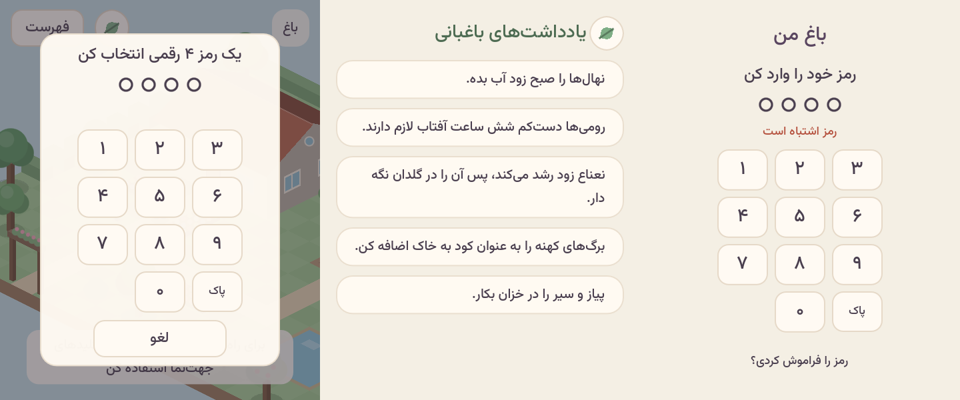 باغ من
رمز خود را وارد کن
رمز اشتباه است
۱ ۲ ۳
۴ ۵ ۶
۷ ۸ ۹
۰ پاک
رمز را فراموش کردی؟
یادداشت‌های باغبانی
نهال‌ها را صبح زود آب بده.
رومی‌ها دست‌کم شش ساعت آفتاب لازم دارند.
نعناع زود رشد می‌کند، پس آن را در گلدان نگه
دار.
برگ‌های کهنه را به عنوان کود به خاک اضافه کن.
پیاز و سیر را در خزان بکار.
باغ
فهرست
یک رمز ۴ رقمی انتخاب کن
۱ ۲ ۳
۴ ۵ ۶
۷ ۸ ۹
۰ پاک
لغو
جهت‌نما استفاده کن